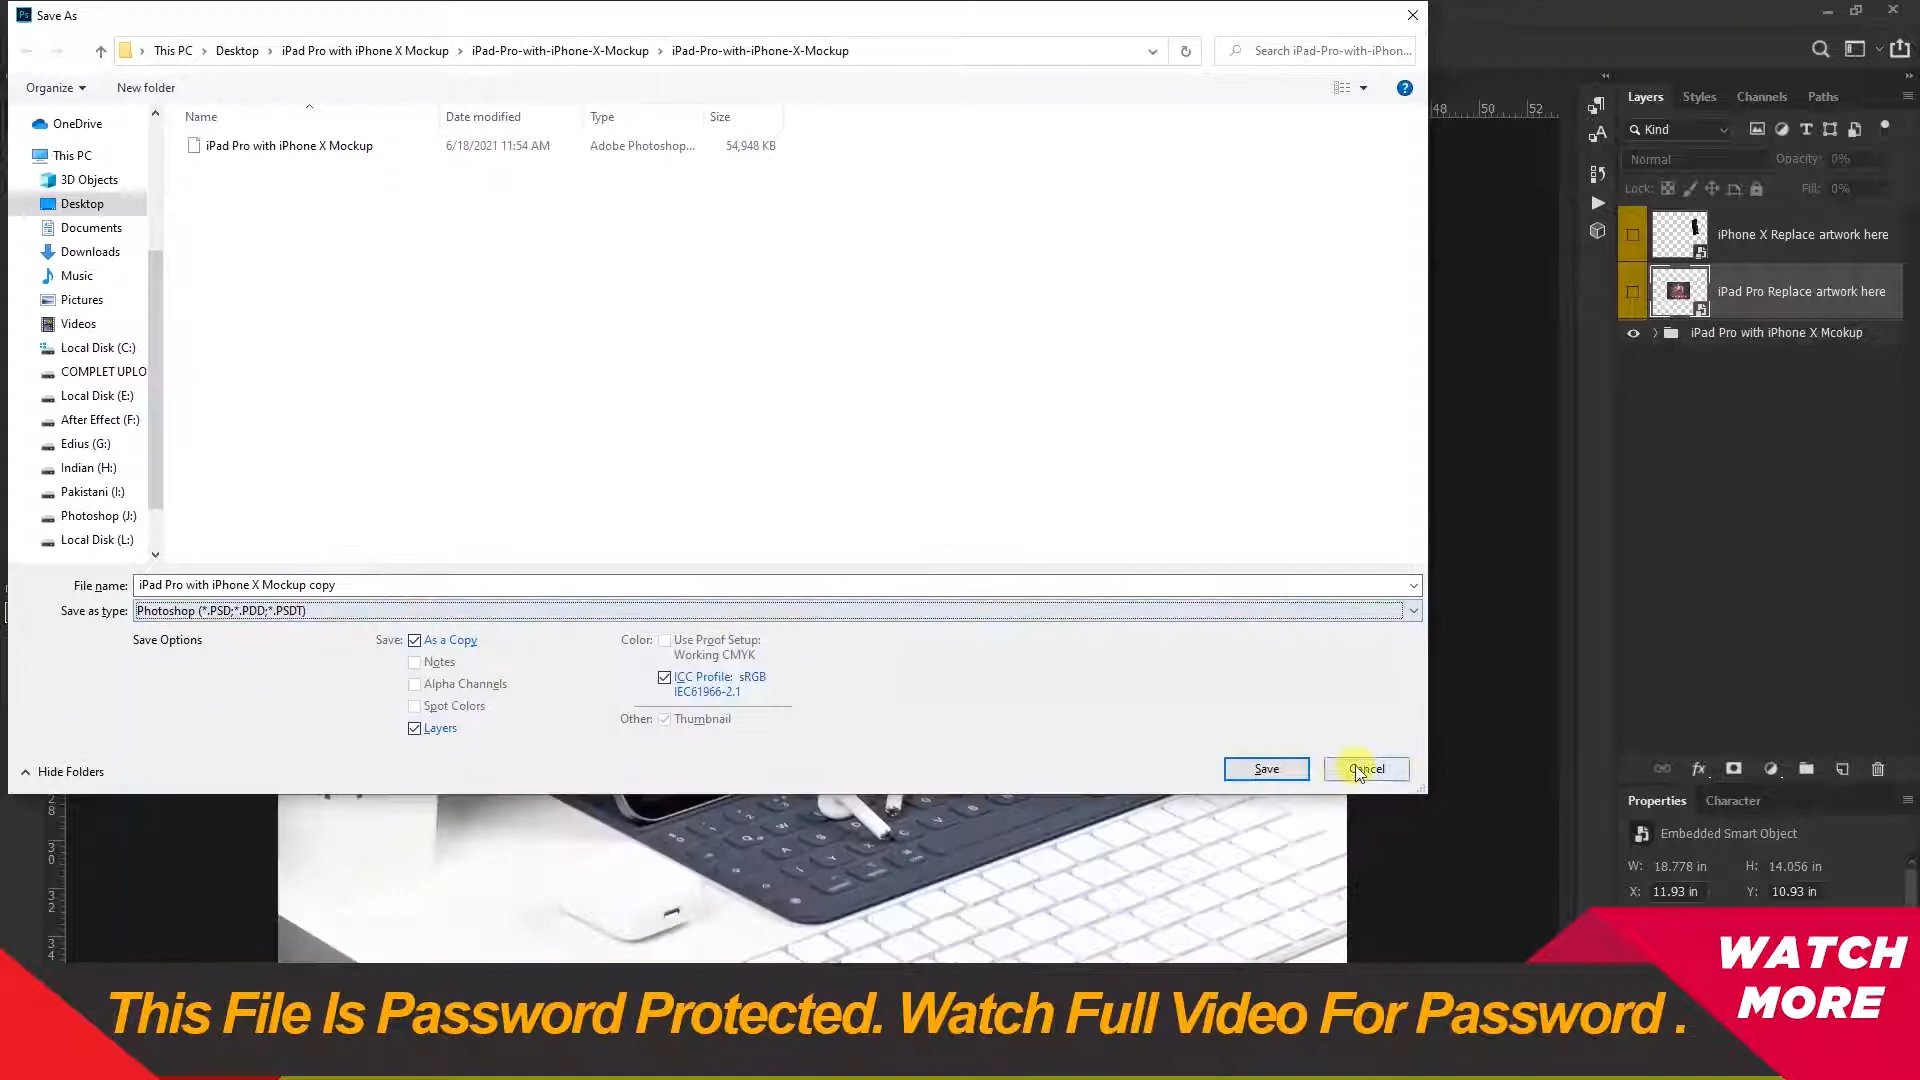 Save As
This PC > Desktop > iPad Pro with iPhone X Mockup > iPad-Pro-with-iPhone-X-Mockup > iPad-Pro-with-iPhone-X-Mockup
Search iPad-Pro-with-iPhon...
Organize
New folder
Name
Date modified
Type
Size
iPad Pro with iPhone X Mockup
6/18/2021 11:54 AM
Adobe Photoshop...
54,948 KB
OneDrive
This PC
3D Objects
Desktop
Documents
Downloads
Music
Pictures
Videos
Local Disk (C:)
COMPLET UPLO
Local Disk (E:)
After Effect (F:)
Edius (G:)
Indian (H:)
Pakistani (I:)
Photoshop (J:)
Local Disk (L:)
File name:
iPad Pro with iPhone X Mockup copy
Save as type:
Photoshop (*.PSD;*.PDD;*.PSDT)
Save Options
Save:
As a Copy
Notes
Alpha Channels
Spot Colors
Layers
Color:
Use Proof Setup:
Working CMYK
ICC Profile: sRGB
IEC61966-2.1
Other:
Thumbnail
Hide Folders
Save
Cancel
48
50
52
28
30
32
34
Layers
Styles
Channels
Paths
Kind
Normal
Opacity: 0%
Lock:
Fill: 0%
iPhone X Replace artwork here
iPad Pro Replace artwork here
iPad Pro with iPhone X Mcokup
Properties
Character
Embedded Smart Object
W: 18.778 in
H: 14.056 in
X: 11.93 in
Y: 10.93 in
WATCH
MORE
This File Is Password Protected. Watch Full Video For Password .